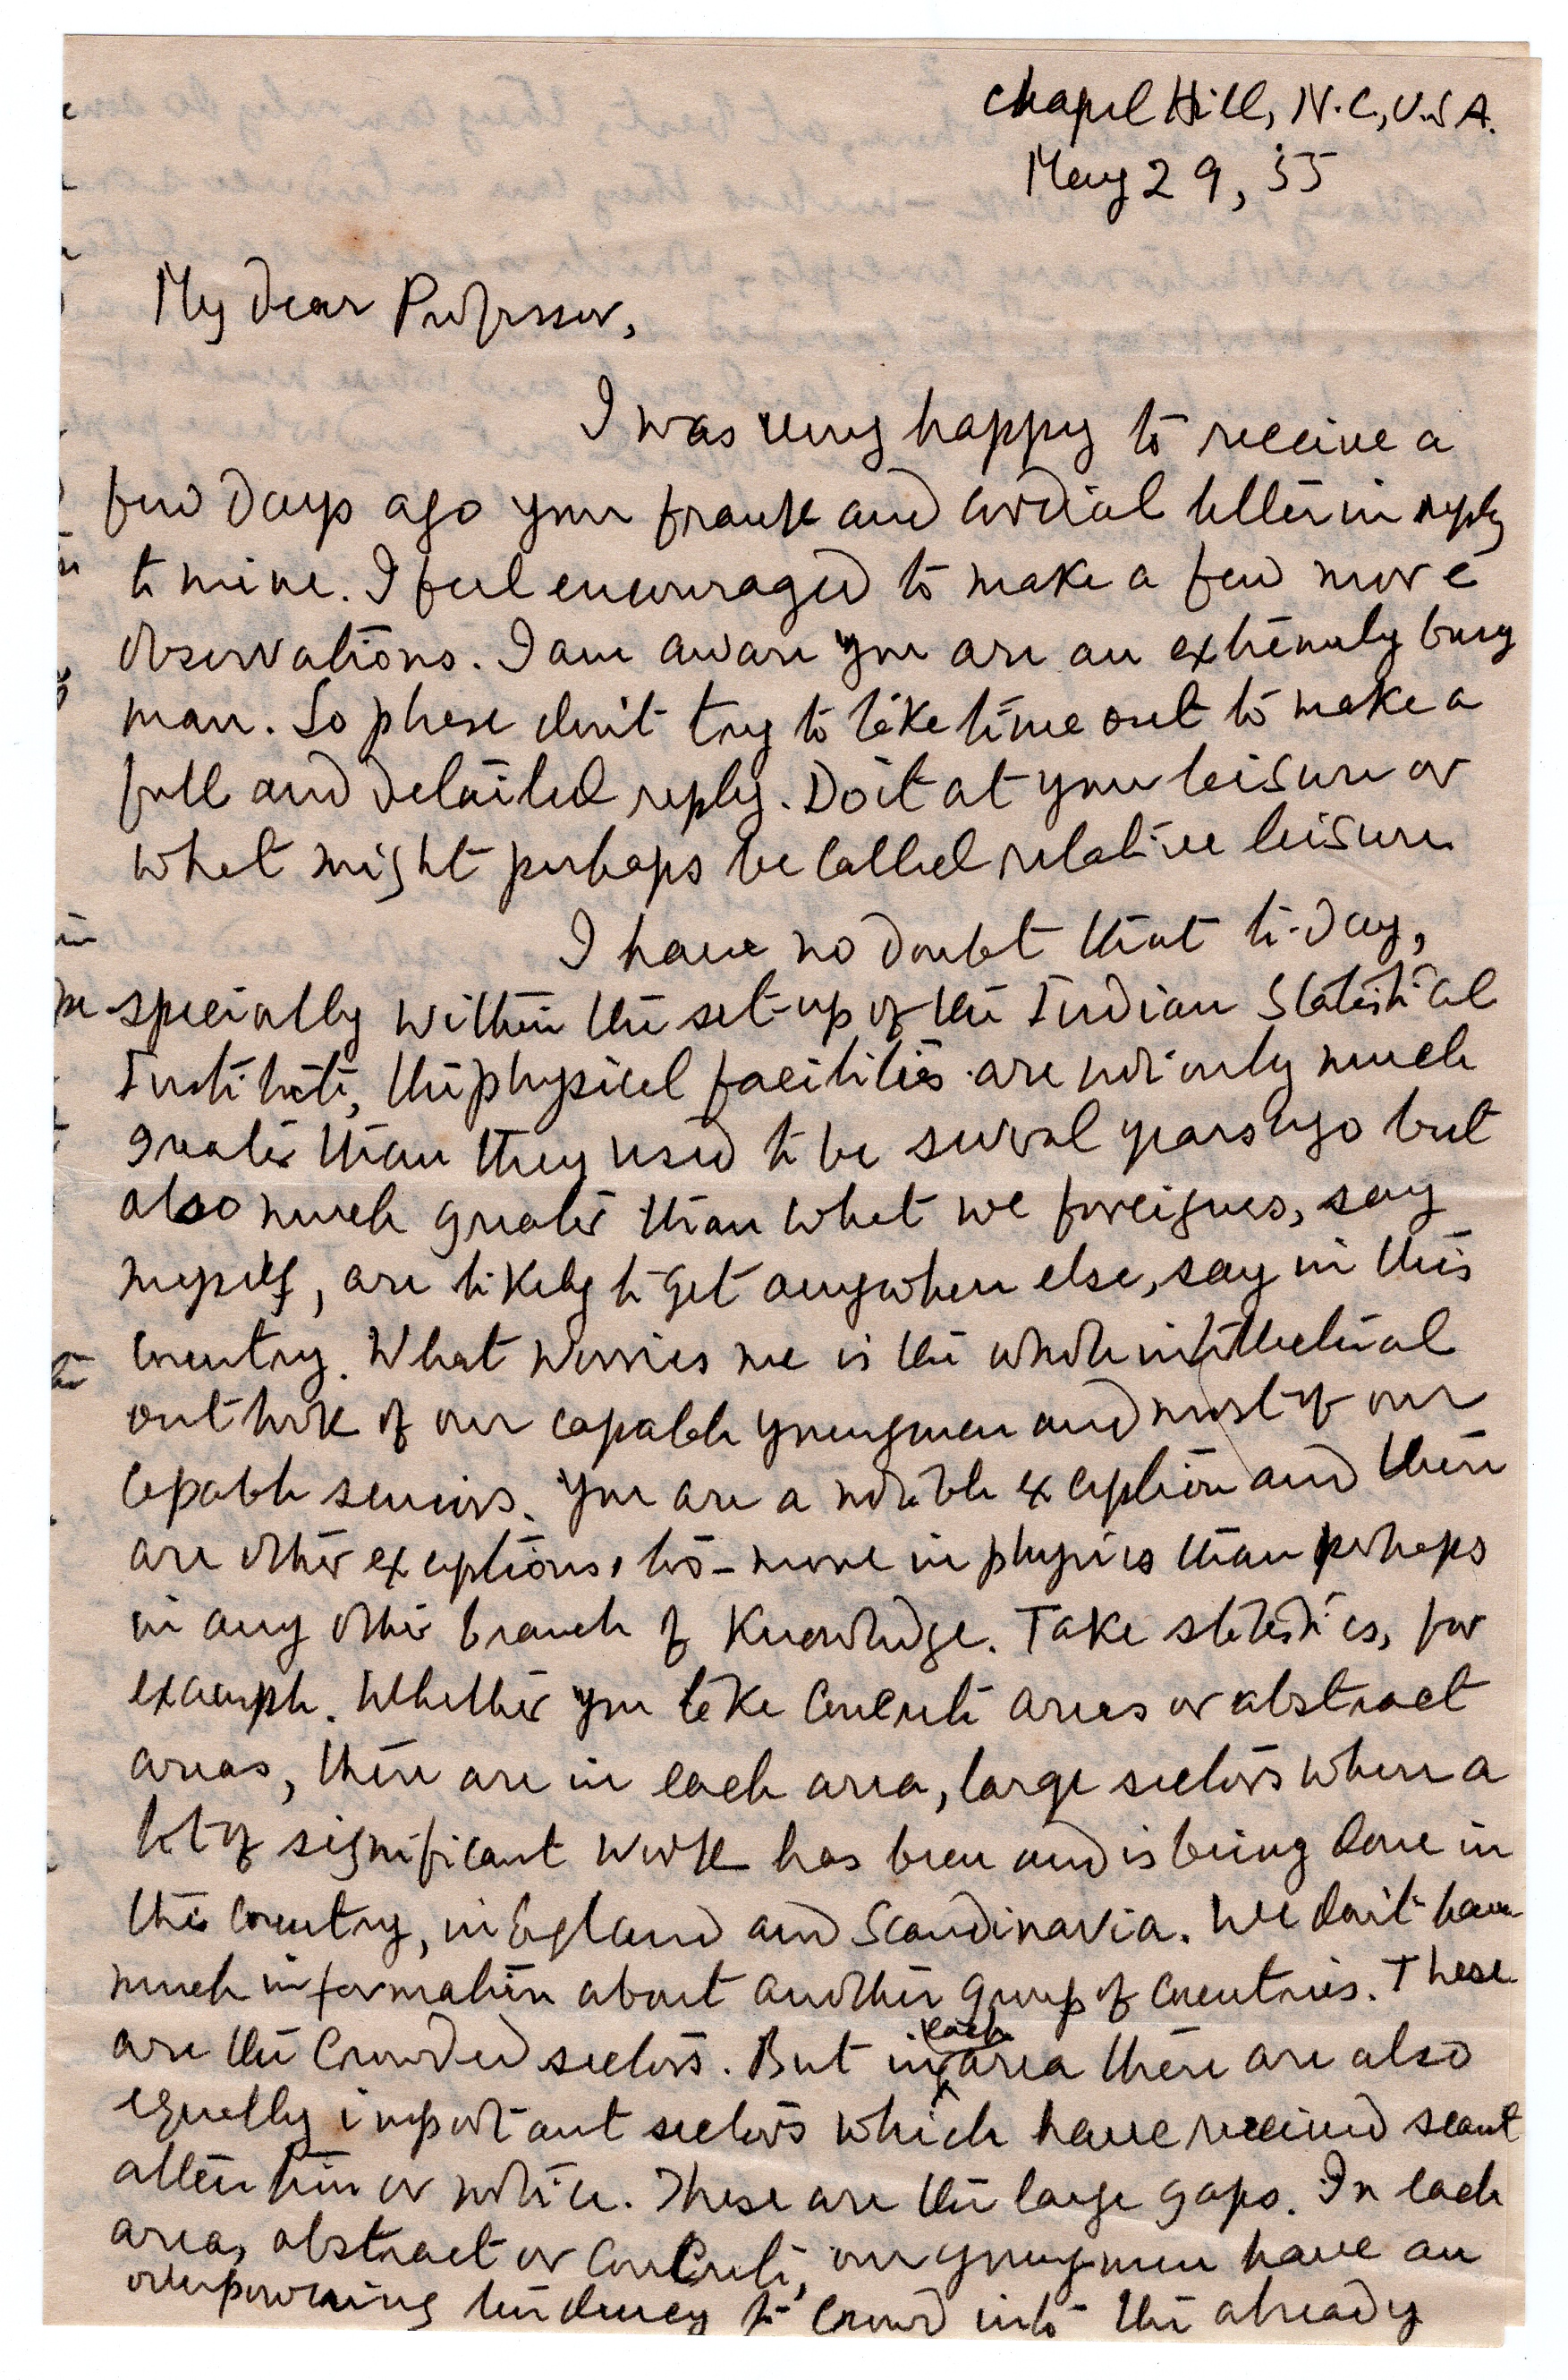 Chapel Hill, N.C., U.S.A.
May 29, 55
My dear Professor,
I was very happy to receive a
few days ago your frank and cordial letter in reply
to mine. I feel encouraged to make a few more
observations. I am aware you are an extremely busy
man. So please don't try to take time out to make a
full and detailed reply. Do it at your leisure or
what might perhaps be called relative leisure.
I have no doubt that to-day,
specially within the set-up of the Indian Statistical
Institute, the physical facilities are not only much
greater than they used to be several years ago but
also much greater than what we foreigners, say
myself, are likely to get anywhere else, say in this
country. What worries me is the whole intellectual
outlook of our capable youngmen and most of our
capable seniors. You are a notable exception and there
are other exceptions, too - more in physics than perhaps
in any other branch of knowledge. Take statistics, for
example. Whether you take concrete areas or abstract
areas, there are in each area, large sectors where a
lot of significant work has been and is being done in
this country, in England and Scandinavia. We don't have
much information about another group of countries. These
are the crowded sectors. But in each area there are also
equally important sectors which have received scant
attention or notice. These are the large gaps. In each
area, abstract or concrete, our youngmen have an
overpowering tendency to crowd into the already